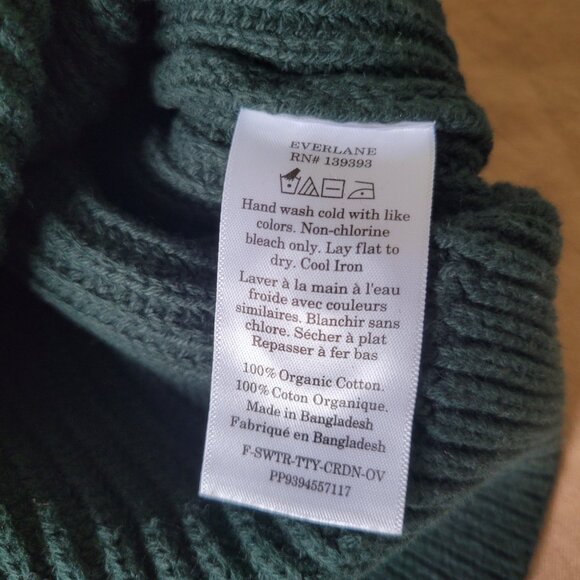 EVERLANE
RN# 139393
Hand wash cold with like
colors. Non-chlorine
bleach only. Lay flat to
dry. Cool Iron
Laver à la main à l'eau
froide avec couleurs
similaires. Blanchir sans
chlore. Sécher à plat
Repasser à fer bas
100% Organic Cotton.
100% Coton Organique.
Made in Bangladesh
Fabriqué en Bangladesh
F-SWTR-TTY-CRDN-OV
PP9394557117